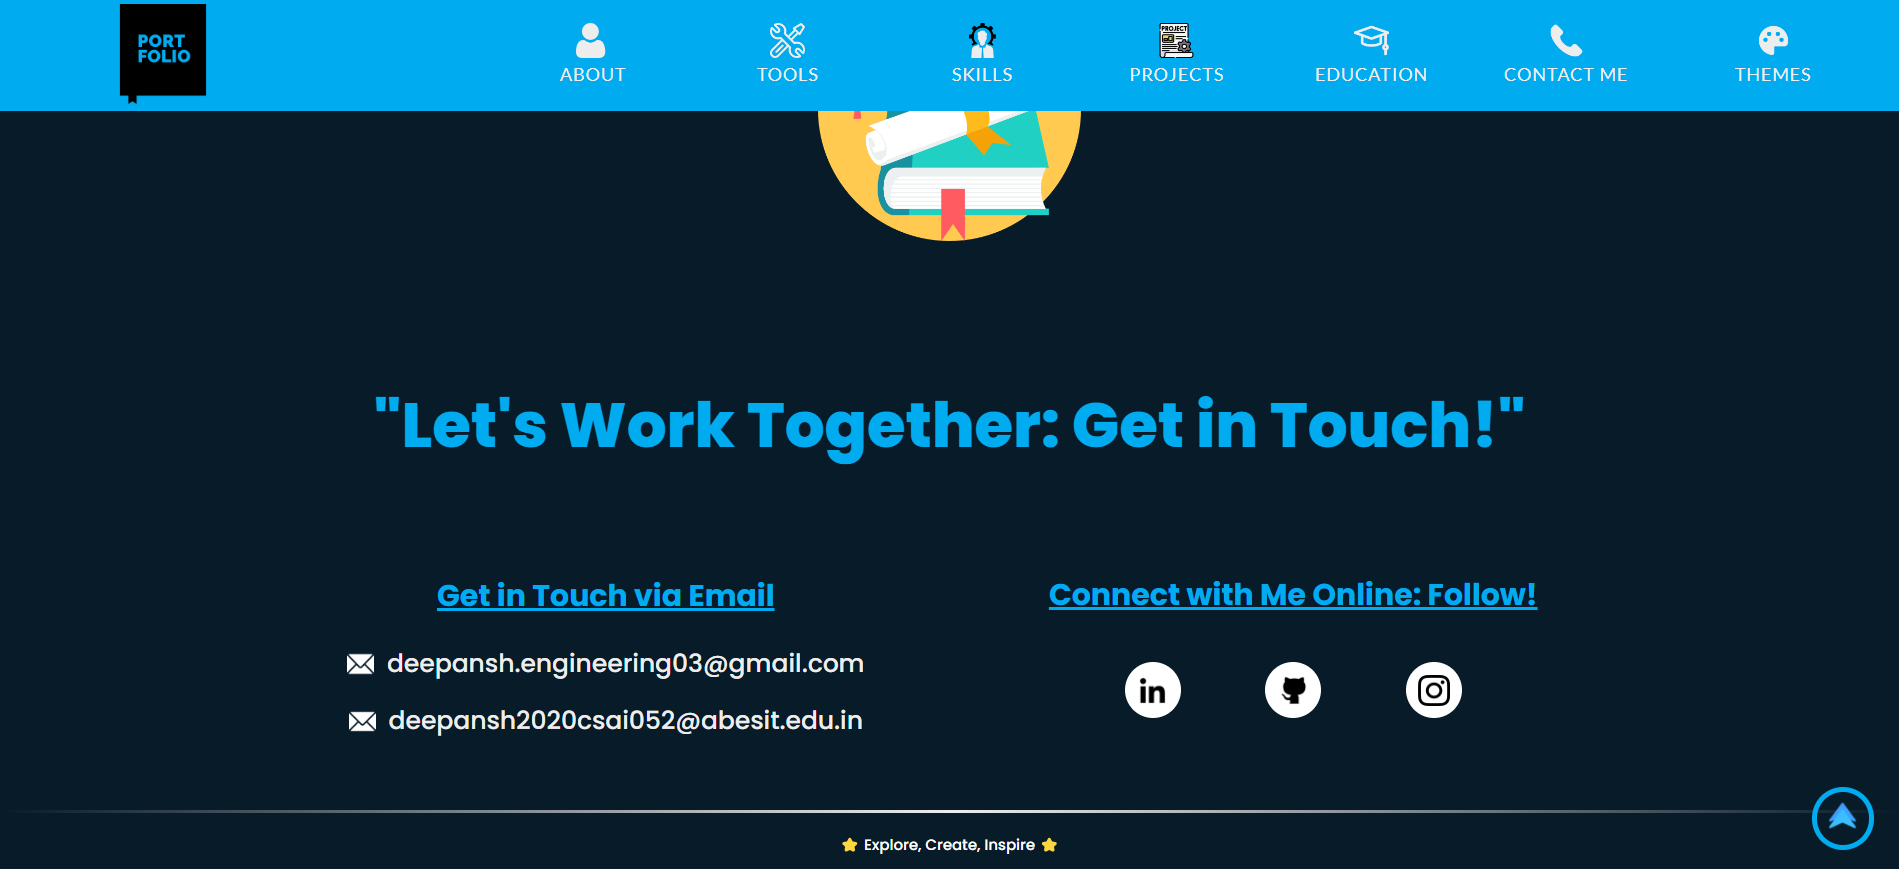 PORT
FOLIO
ABOUT
TOOLS
SKILLS
PROJECT
PROJECTS
EDUCATION
CONTACT ME
THEMES
"Let's Work Together: Get in Touch!"
Get in Touch via Email
deepansh.engineering03@gmail.com
deepansh2020csai052@abesit.edu.in
Connect with Me Online: Follow!
in
Explore, Create, Inspire